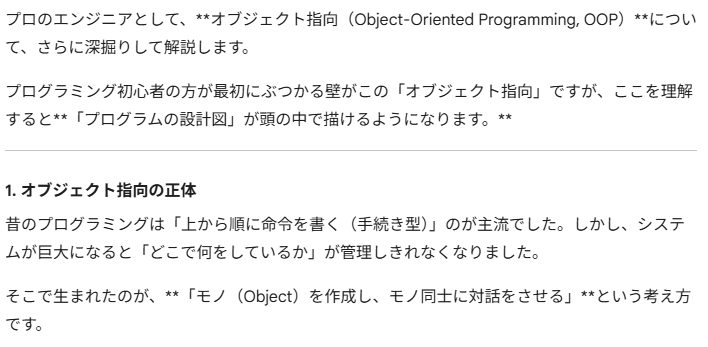 プロのエンジニアとして、**オブジェクト指向（Object-Oriented Programming, OOP）**につい
て、さらに深掘りして解説します。
プログラミング初心者の方が最初にぶつかる壁がこの「オブジェクト指向」ですが、ここを理解
すると**「プログラムの設計図」が頭の中で描けるようになります。**
1. オブジェクト指向の正体
昔のプログラミングは「上から順に命令を書く（手続き型）」のが主流でした。しかし、システ
ムが巨大になると「どこで何をしているか」が管理しきれなくなりました。
そこで生まれたのが、**「モノ（Object）を作成し、モノ同士に対話をさせる」**という考え方
です。